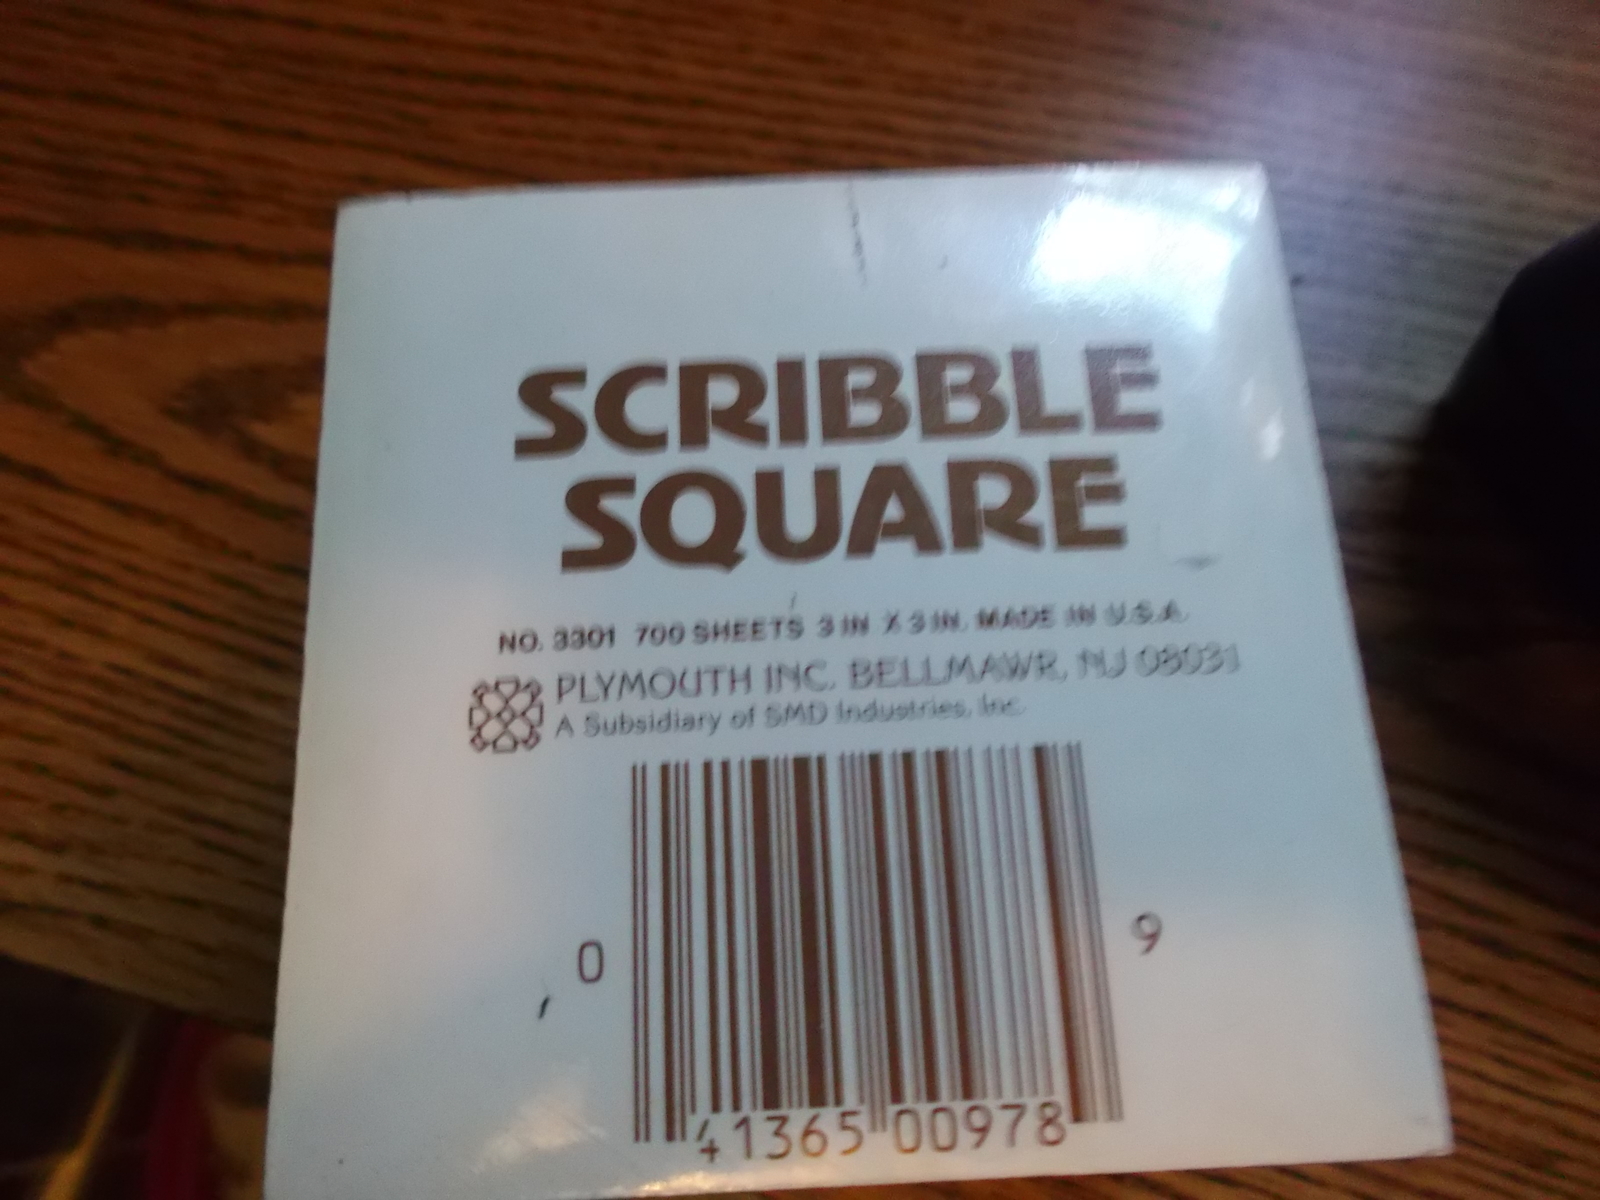 SCRIBBLE
SQUARE
NO. 3301 700 SHEETS 3 IN X 3 IN. MADE IN U.S.A.
PLYMOUTH INC. BELLMAWR, NJ 08031
A Subsidiary of SMD Industries, Inc.
0 9
41365 00978